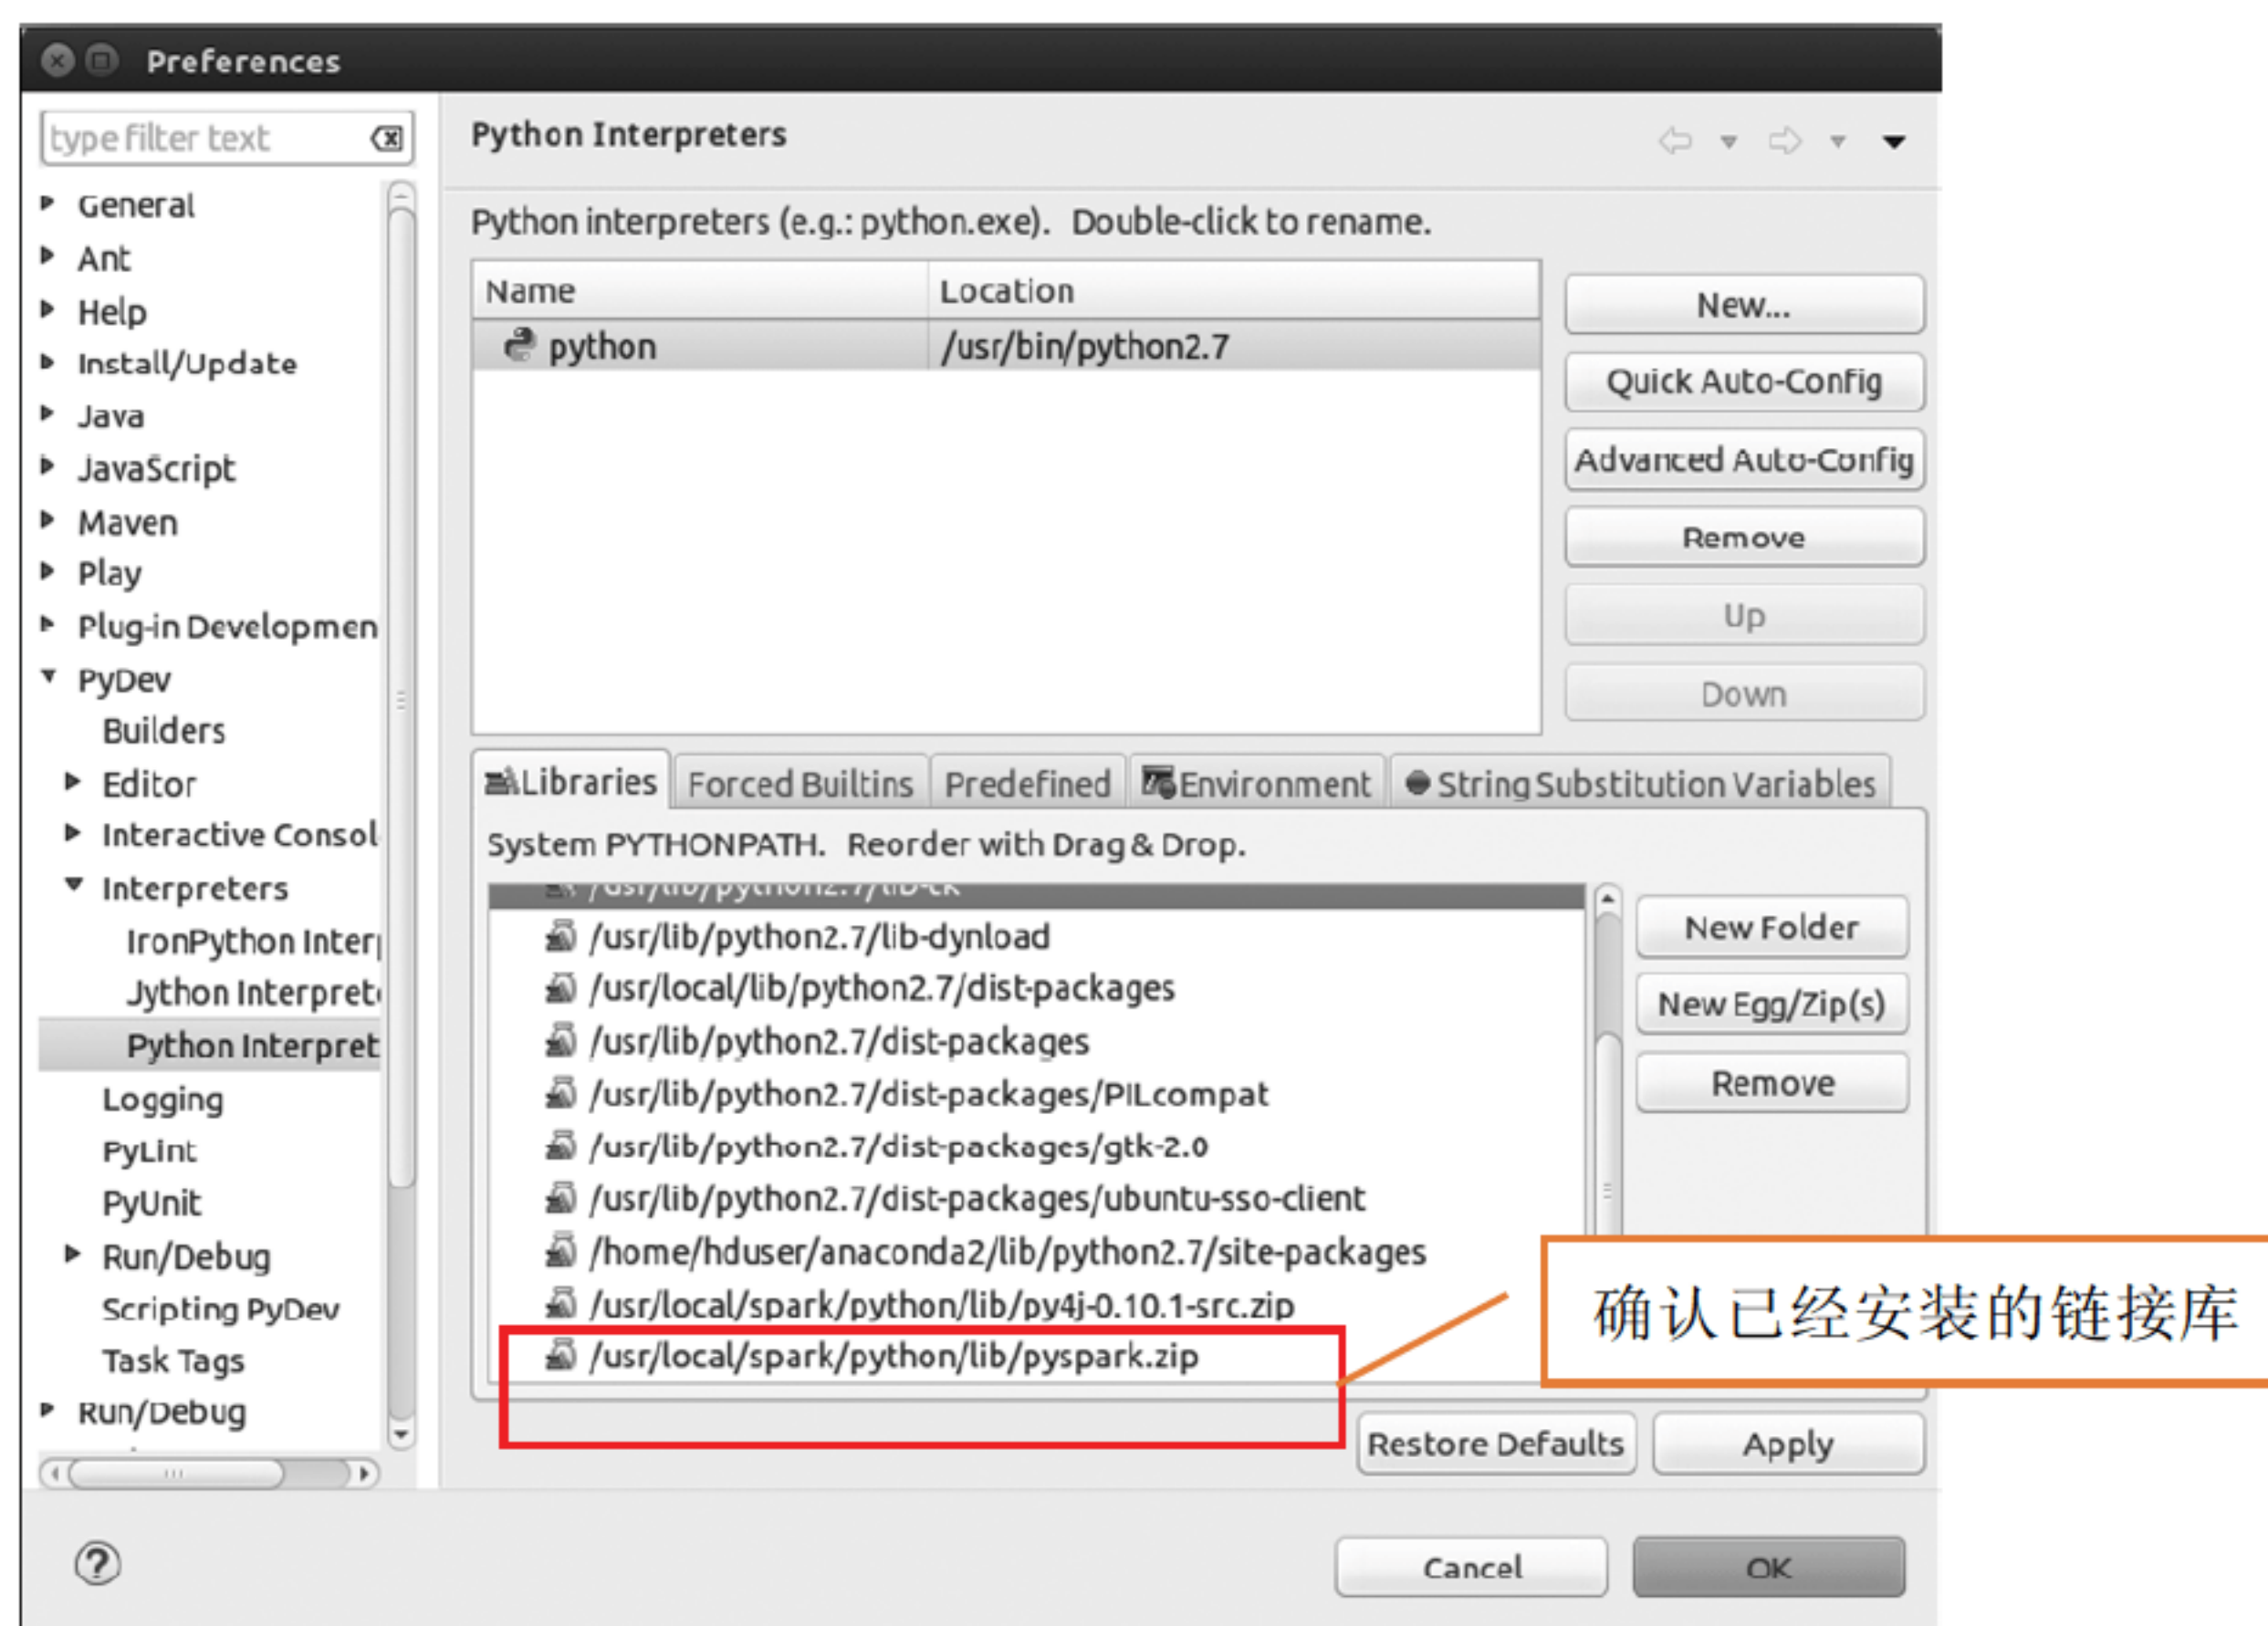 Preferences
type filter text
General
Ant
Help
Install/Update
Java
JavaScript
Maven
Play
Plug-in Developmen
PyDev
Builders
Editor
Interactive Consol
Interpreters
IronPython Inter
Jython Interpret
Python Interpret
Logging
PyLint
PyUnit
Run/Debug
Scripting PyDev
Task Tags
Run/Debug
Python Interpreters
Python interpreters (e.g.: python.exe).   Double-click to rename.
Name Location
python /usr/bin/python2.7
New...
Quick Auto-Config
Advanced Auto-Config
Remove
Up
Down
Libraries Forced Builtins Predefined Environment String Substitution Variables
System PYTHONPATH.   Reorder with Drag & Drop.
/usr/lib/python2.7/lib-tk
/usr/lib/python2.7/lib-dynload
/usr/local/lib/python2.7/dist-packages
/usr/lib/python2.7/dist-packages
/usr/lib/python2.7/dist-packages/PILcompat
/usr/lib/python2.7/dist-packages/gtk-2.0
/usr/lib/python2.7/dist-packages/ubuntu-sso-client
/home/hduser/anaconda2/lib/python2.7/site-packages
/usr/local/spark/python/lib/py4j-0.10.1-src.zip
/usr/local/spark/python/lib/pyspark.zip
New Folder
New Egg/Zip(s)
Remove
确认已经安装的链接库
Restore Defaults Apply
Cancel OK